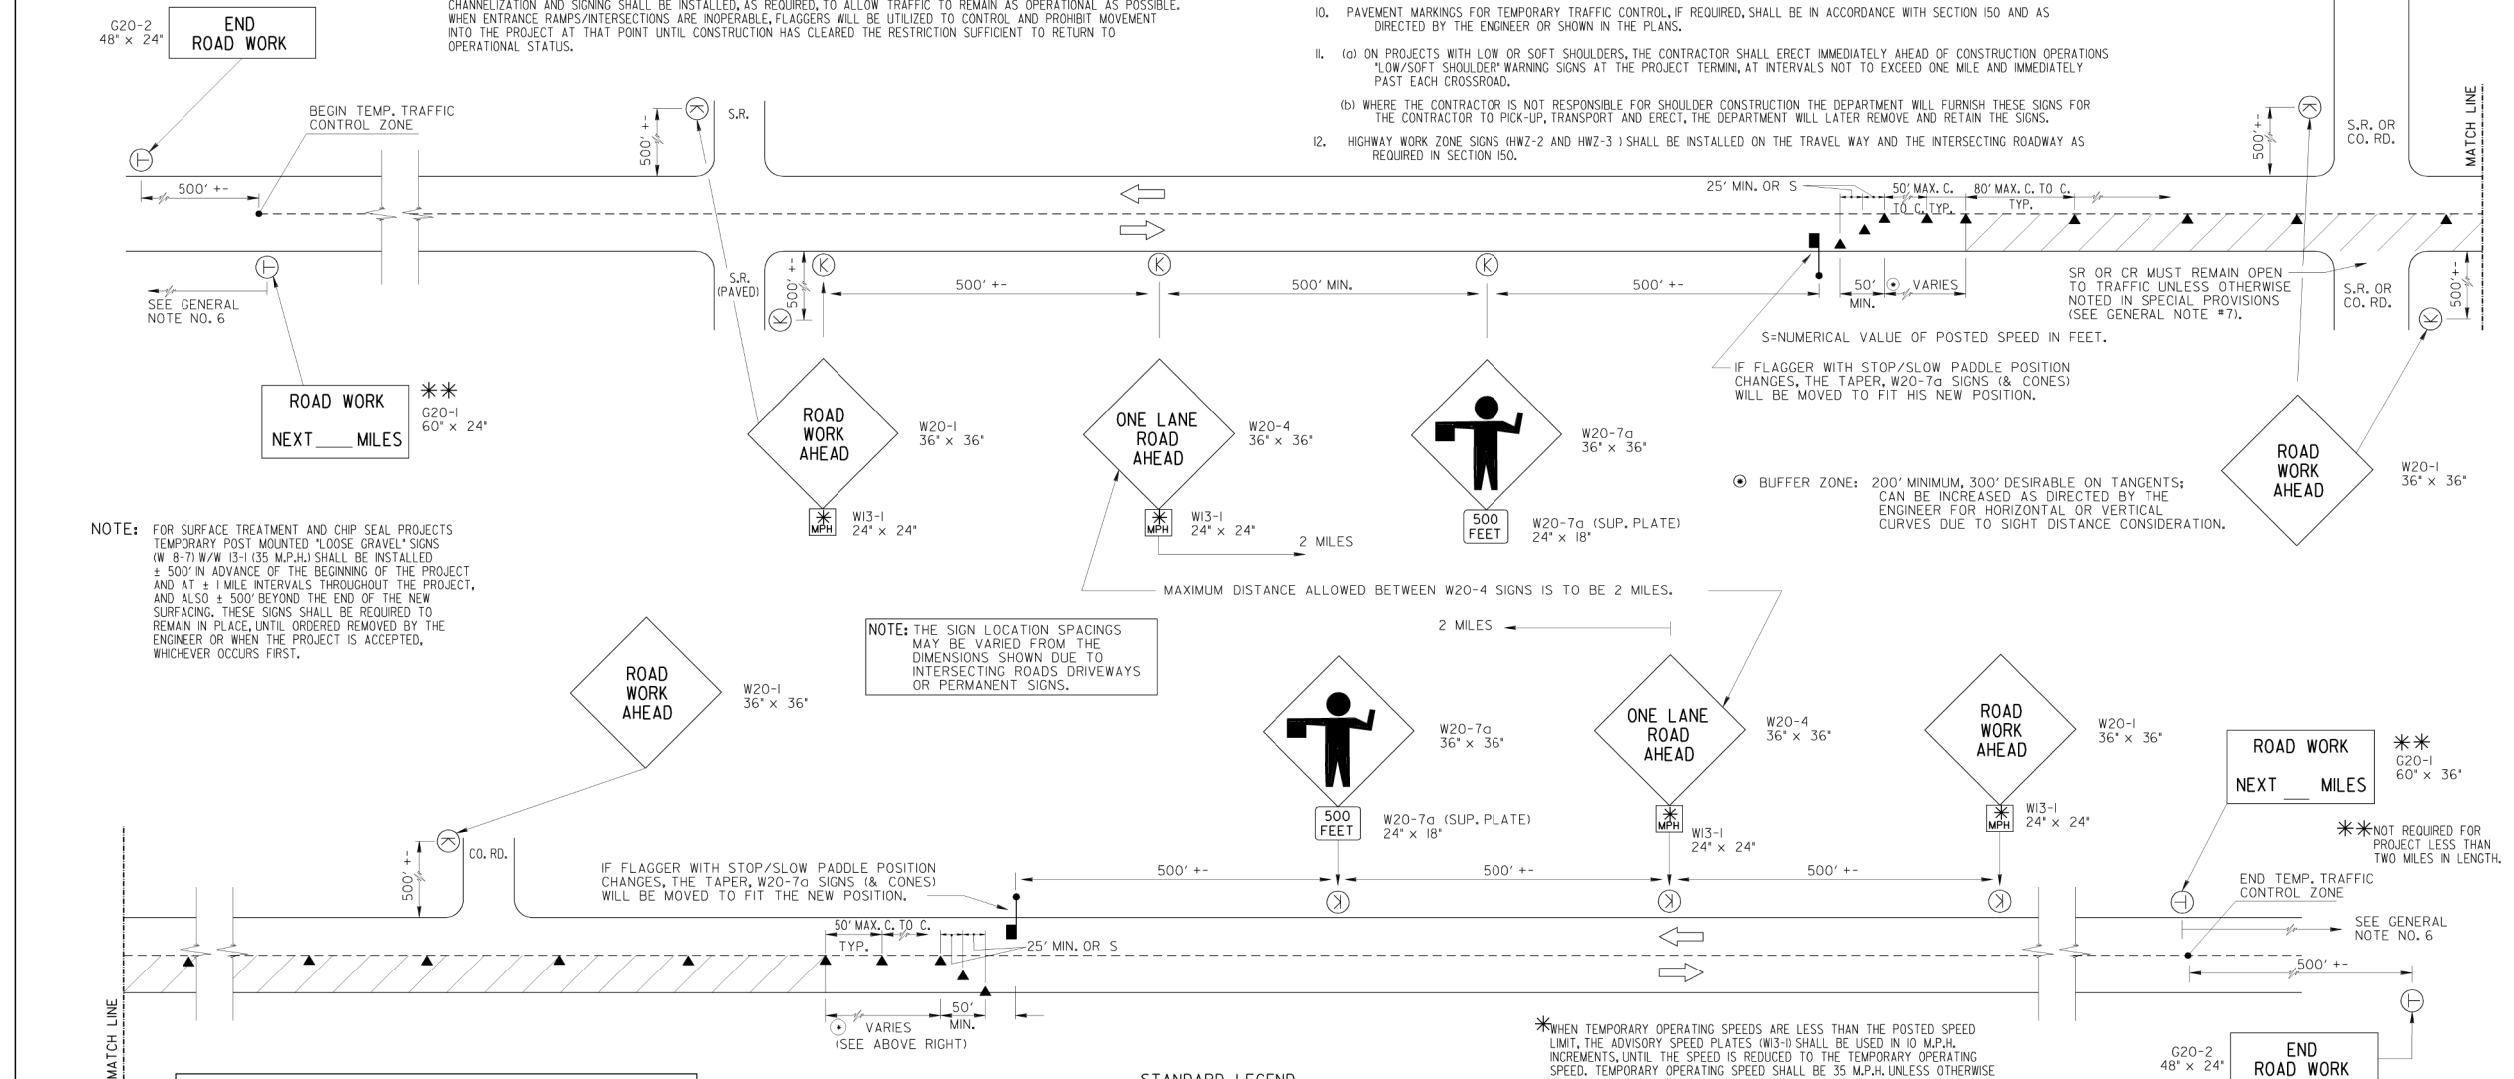 CHANNELIZATION AND SIGNING SHALL BE INSTALLED, AS REQUIRED, TO ALLOW TRAFFIC TO REMAIN AS OPERATIONAL AS POSSIBLE.
WHEN ENTRANCE RAMPS/INTERSECTIONS ARE INOPERABLE, FLAGGERS WILL BE UTILIZED TO CONTROL AND PROHIBIT MOVEMENT
INTO THE PROJECT AT THAT POINT UNTIL CONSTRUCTION HAS CLEARED THE RESTRICTION SUFFICIENT TO RETURN TO
OPERATIONAL STATUS.
10. PAVEMENT MARKINGS FOR TEMPORARY TRAFFIC CONTROL, IF REQUIRED, SHALL BE IN ACCORDANCE WITH SECTION 150 AND AS
DIRECTED BY THE ENGINEER OR SHOWN IN THE PLANS.
11. (a) ON PROJECTS WITH LOW OR SOFT SHOULDERS, THE CONTRACTOR SHALL ERECT IMMEDIATELY AHEAD OF CONSTRUCTION OPERATIONS
"LOW/SOFT SHOULDER" WARNING SIGNS AT THE PROJECT TERMINI, AT INTERVALS NOT TO EXCEED ONE MILE AND IMMEDIATELY
PAST EACH CROSSROAD.
(b) WHERE THE CONTRACTOR IS NOT RESPONSIBLE FOR SHOULDER CONSTRUCTION THE DEPARTMENT WILL FURNISH THESE SIGNS FOR
THE CONTRACTOR TO PICK-UP, TRANSPORT AND ERECT, THE DEPARTMENT WILL LATER REMOVE AND RETAIN THE SIGNS.
12. HIGHWAY WORK ZONE SIGNS (HWZ-2 AND HWZ-3 ) SHALL BE INSTALLED ON THE TRAVEL WAY AND THE INTERSECTING ROADWAY AS
REQUIRED IN SECTION 150.
G20-2
48" x 24"
END
ROAD WORK
BEGIN TEMP. TRAFFIC
CONTROL ZONE
T
500' +-
500' +-
K
S.R.
500' +-
K
S.R. OR
CO. RD.
MATCH LINE
25' MIN. OR S
50' MAX. C.
TO C. TYP.
80' MAX. C. TO C.
TYP.
T
SEE GENERAL
NOTE NO. 6
S.R.
(PAVED)
500' +-
K
K
500' +-
K
500' MIN.
K
500' +-
50'
MIN.
VARIES
SR OR CR MUST REMAIN OPEN
TO TRAFFIC UNLESS OTHERWISE
NOTED IN SPECIAL PROVISIONS
(SEE GENERAL NOTE #7).
S.R. OR
CO. RD.
500' +-
K
S=NUMERICAL VALUE OF POSTED SPEED IN FEET.
IF FLAGGER WITH STOP/SLOW PADDLE POSITION
CHANGES, THE TAPER, W20-7a SIGNS (& CONES)
WILL BE MOVED TO FIT HIS NEW POSITION.
ROAD WORK
NEXT ____ MILES
**
G20-1
60" x 24"
ROAD
WORK
AHEAD
W20-1
36" x 36"
*
MPH
W13-1
24" x 24"
ONE LANE
ROAD
AHEAD
W20-4
36" x 36"
*
MPH
W13-1
24" x 24"
2 MILES
W20-7a
36" x 36"
500
FEET
W20-7a (SUP. PLATE)
24" x 18"
BUFFER ZONE: 200' MINIMUM, 300' DESIRABLE ON TANGENTS;
CAN BE INCREASED AS DIRECTED BY THE
ENGINEER FOR HORIZONTAL OR VERTICAL
CURVES DUE TO SIGHT DISTANCE CONSIDERATION.
ROAD
WORK
AHEAD
W20-1
36" x 36"
NOTE: FOR SURFACE TREATMENT AND CHIP SEAL PROJECTS
TEMPORARY POST MOUNTED "LOOSE GRAVEL" SIGNS
(W 8-7) W/W 13-1 (35 M.P.H.) SHALL BE INSTALLED
± 500' IN ADVANCE OF THE BEGINNING OF THE PROJECT
AND AT ± 1 MILE INTERVALS THROUGHOUT THE PROJECT,
AND ALSO ± 500' BEYOND THE END OF THE NEW
SURFACING. THESE SIGNS SHALL BE REQUIRED TO
REMAIN IN PLACE, UNTIL ORDERED REMOVED BY THE
ENGINEER OR WHEN THE PROJECT IS ACCEPTED,
WHICHEVER OCCURS FIRST.
MAXIMUM DISTANCE ALLOWED BETWEEN W20-4 SIGNS IS TO BE 2 MILES.
NOTE: THE SIGN LOCATION SPACINGS
MAY BE VARIED FROM THE
DIMENSIONS SHOWN DUE TO
INTERSECTING ROADS DRIVEWAYS
OR PERMANENT SIGNS.
2 MILES
ROAD
WORK
AHEAD
W20-1
36" x 36"
W20-7a
36" x 36"
500
FEET
W20-7a (SUP. PLATE)
24" x 18"
ONE LANE
ROAD
AHEAD
W20-4
36" x 36"
*
MPH
W13-1
24" x 24"
ROAD
WORK
AHEAD
W20-1
36" x 36"
*
MPH
W13-1
24" x 24"
ROAD WORK
NEXT __ MILES
**
G20-1
60" x 36"
**NOT REQUIRED FOR
PROJECT LESS THAN
TWO MILES IN LENGTH.
K
CO. RD.
500' +-
IF FLAGGER WITH STOP/SLOW PADDLE POSITION
CHANGES, THE TAPER, W20-7a SIGNS (& CONES)
WILL BE MOVED TO FIT THE NEW POSITION.
500' +-
500' +-
500' +-
K
K
K
T
END TEMP. TRAFFIC
CONTROL ZONE
SEE GENERAL
NOTE NO. 6
50' MAX. C. TO C.
TYP.
25' MIN. OR S
500' +-
T
MATCH LINE
VARIES
(SEE ABOVE RIGHT)
50'
MIN.
*WHEN TEMPORARY OPERATING SPEEDS ARE LESS THAN THE POSTED SPEED
LIMIT, THE ADVISORY SPEED PLATES (W13-1) SHALL BE USED IN 10 M.P.H.
INCREMENTS, UNTIL THE SPEED IS REDUCED TO THE TEMPORARY OPERATING
SPEED. TEMPORARY OPERATING SPEED SHALL BE 35 M.P.H. UNLESS OTHERWISE
G20-2
48" x 24"
END
ROAD WORK
STANDARD LEGEND